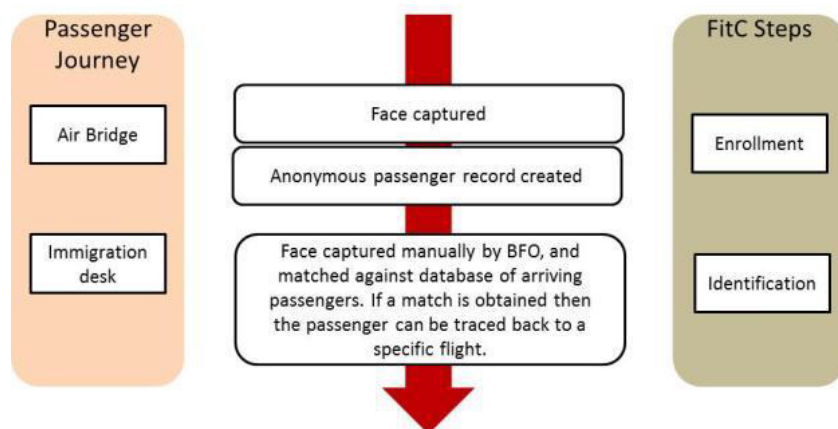 Passenger
Journey
Air Bridge
Immigration
desk
Face captured
Anonymous passenger record created
Face captured manually by BFO, and
matched against database of arriving
passengers. If a match is obtained then
the passenger can be traced back to a
specific flight.
FitC Steps
Enrollment
Identification